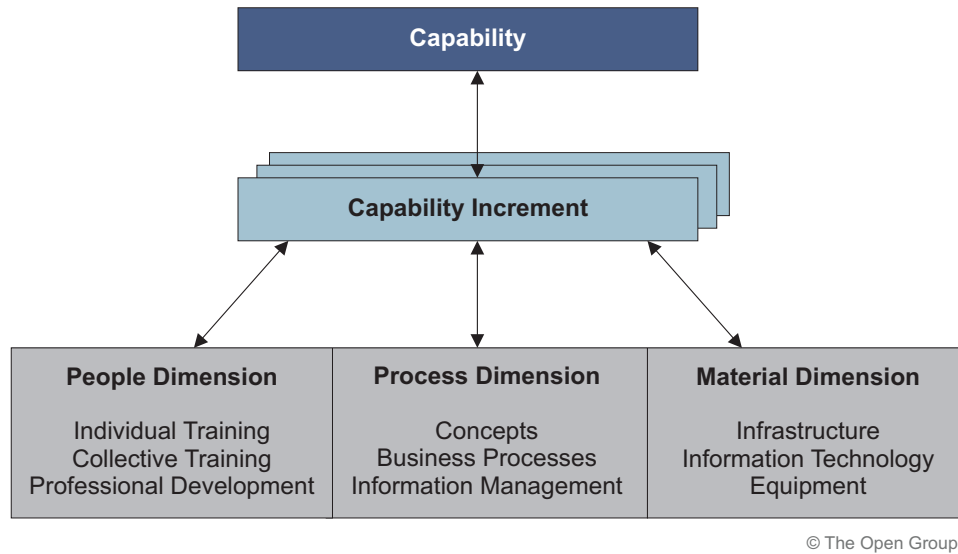 Capability
Capability Increment
People Dimension
Individual Training
Collective Training
Professional Development
Process Dimension
Concepts
Business Processes
Information Management
Material Dimension
Infrastructure
Information Technology
Equipment
© The Open Group